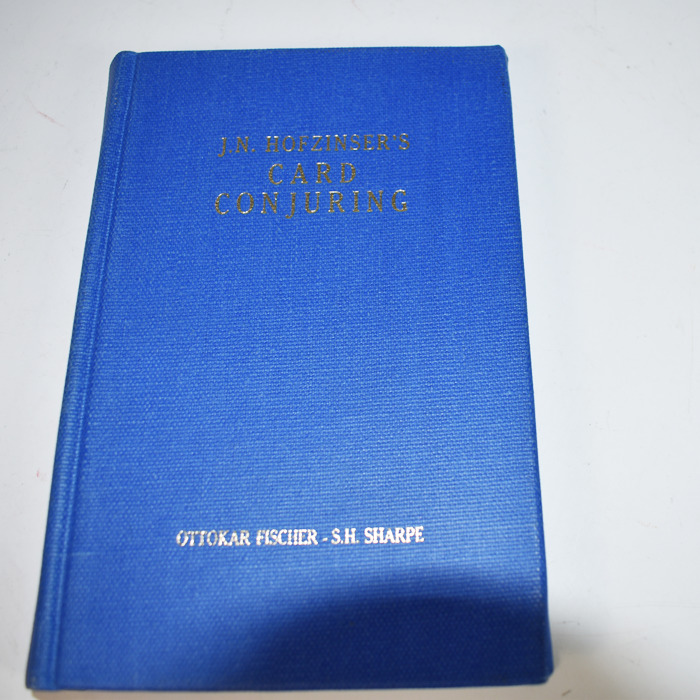 J.N. HOFZINSER'S
CARD
CONJURING
OTTOKAR FISCHER - S.H. SHARPE